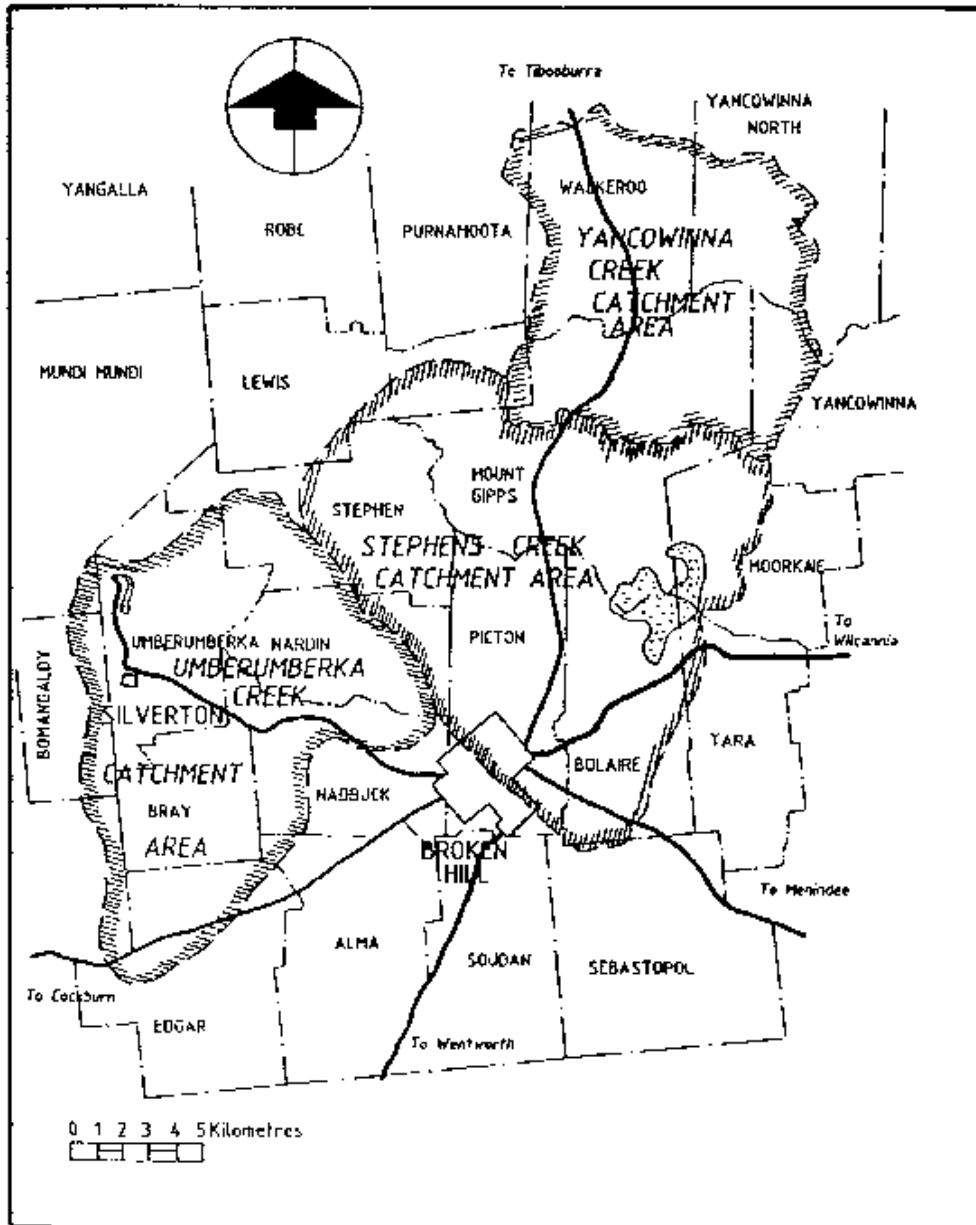 To Tibooburra
YANCOWINNA
NORTH
YANGALLA
WALKEROO
ROBE
PURNAMOOTA
YANCOWINNA
CREEK
CATCHMENT
AREA
MUNDI MUNDI
LEWIS
YANCOWINNA
MOUNT
GIPPS
STEPHEN
STEPHENS CREEK
CATCHMENT AREA
MOORKAIE
To
Wilcannia
UMBERUMBERKA
NARDIN
PICTON
UMBERUMBERKA
CREEK
BOMANGALDY
SILVERTON
YARA
BOLAIRE
CATCHMENT
NADBUCK
BRAY
AREA
BROKEN
HILL
To Menindee
ALMA
SOUDAN
SEBASTOPOL
To Cockburn
EDGAR
To Wentworth
0 1 2 3 4 5 Kilometres